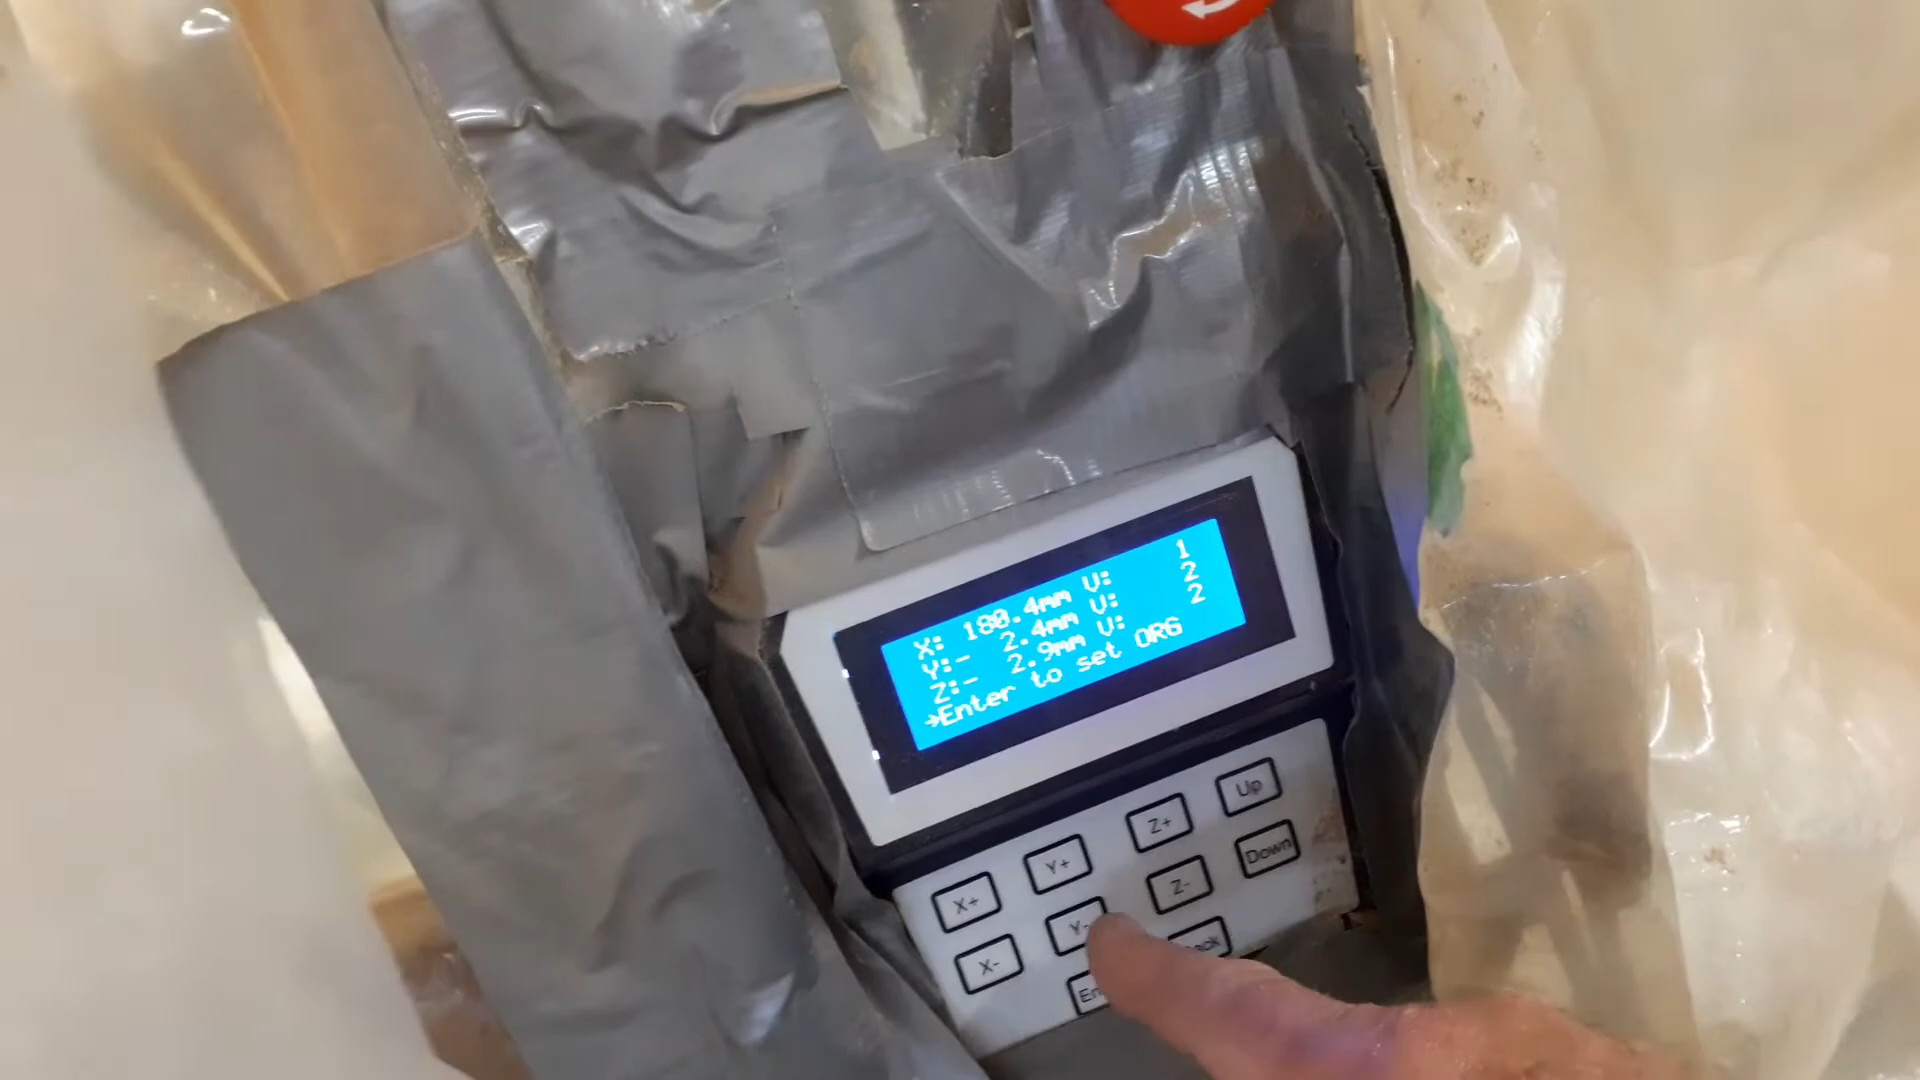 X: 180.4mm V: 1
Y:- 2.4mm V: 2
Z:- 2.9mm V: 2
→Enter to set ORG
X+ Y+ Z+ Up
X- Y- Z- Down